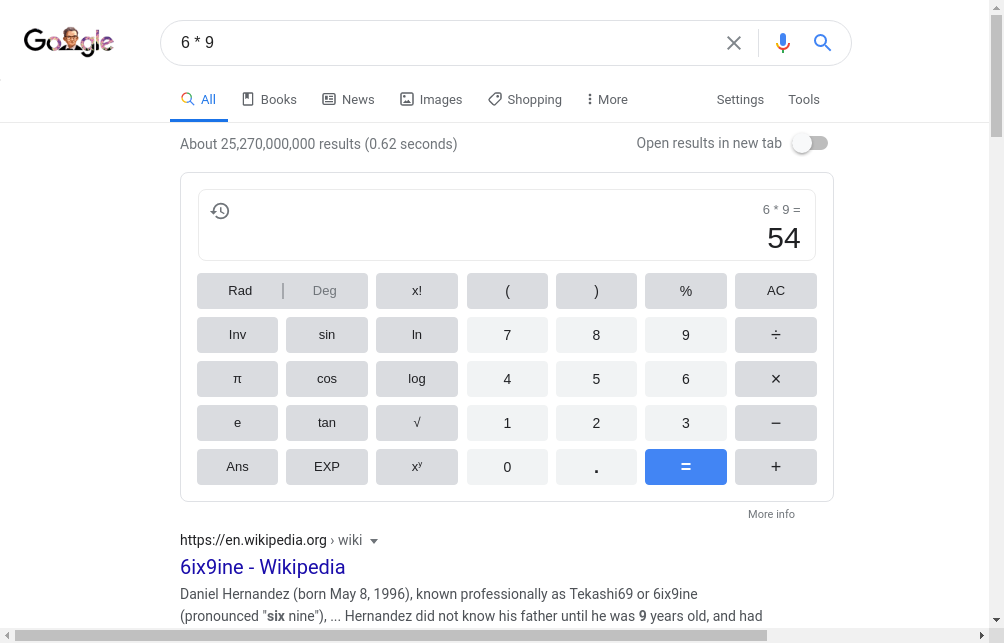 Google
6 * 9
All Books News Images Shopping More Settings Tools
About 25,270,000,000 results (0.62 seconds) Open results in new tab
6 * 9 =
54
Rad | Deg x! ( ) % AC
Inv sin ln 7 8 9 ÷
π cos log 4 5 6 ×
e tan √ 1 2 3 −
Ans EXP xʸ 0 . = +
More info
https://en.wikipedia.org › wiki
6ix9ine - Wikipedia
Daniel Hernandez (born May 8, 1996), known professionally as Tekashi69 or 6ix9ine
(pronounced "six nine"), ... Hernandez did not know his father until he was 9 years old, and had